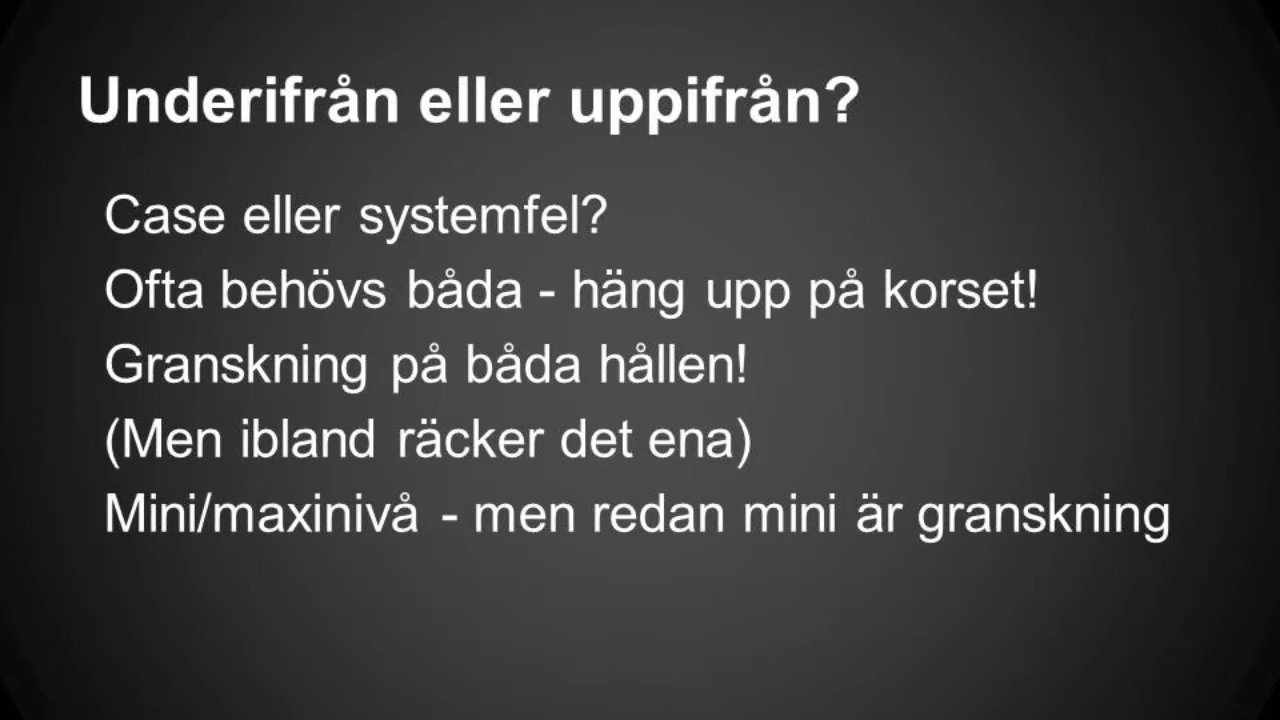 Underifrån eller uppifrån?
Case eller systemfel?
Ofta behövs båda - häng upp på korset!
Granskning på båda hållen!
(Men ibland räcker det ena)
Mini/maxinivå - men redan mini är granskning